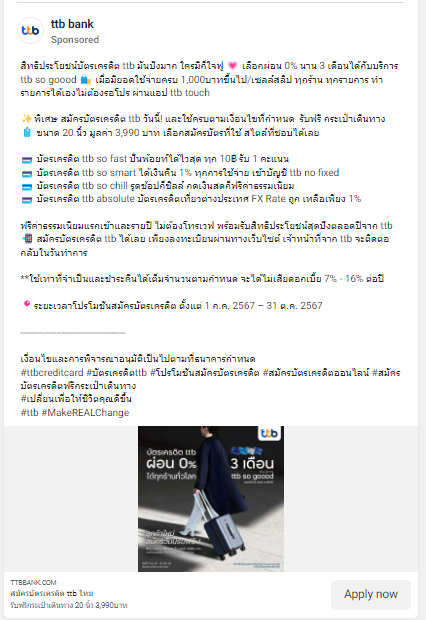 ttb bank
Sponsored
สิทธิประโยชน์บัตรเครดิต ttb มันปังมาก ใครมีก็ใจฟู 💗 เลือกผ่อน 0% นาน 3 เดือนได้กับบริการ
ttb so goood 🛍️ เมื่อมียอดใช้จ่ายครบ 1,000บาทขึ้นไป/เซลล์สลิป ทุกร้าน ทุกรายการ ทำ
รายการได้เองไม่ต้องรอโปร ผ่านแอป ttb touch
✨พิเศษ สมัครบัตรเครดิต ttb วันนี้! และใช้ครบตามเงื่อนไขที่กำหนด รับฟรี กระเป๋าเดินทาง
🧳 ขนาด 20 นิ้ว มูลค่า 3,990 บาท เลือกสมัครบัตรที่ใช้ สไตล์ที่ชอบได้เลย
💳 บัตรเครดิต ttb so fast ปั่นพ้อยท์ได้ไวสุด ทุก 10฿ รับ 1 คะแนน
💳 บัตรเครดิต ttb so smart ได้เงินคืน 1% ทุกการใช้จ่าย เข้าบัญชี ttb no fixed
💳 บัตรเครดิต ttb so chill รูดช้อปก็ชิลล์ กดเงินสดก็ฟรีค่าธรรมเนียม
💳 บัตรเครดิต ttb absolute บัตรเครดิตเที่ยวต่างประเทศ FX Rate ถูก เหลือเพียง 1%
ฟรีค่าธรรมเนียมแรกเข้าและรายปี ไม่ต้องโทรเวฟ พร้อมรับสิทธิประโยชน์สุดปังตลอดปีจาก ttb
📲 สมัครบัตรเครดิต ttb ได้เลย เพียงลงทะเบียนผ่านทางเว็บไซต์ เจ้าหน้าที่จาก ttb จะติดต่อ
กลับในวันทำการ
**ใช้เท่าที่จำเป็นและชำระคืนได้เต็มจำนวนตามกำหนด จะได้ไม่เสียดอกเบี้ย 7% - 16% ต่อปี
📍ระยะเวลาโปรโมชันสมัครบัตรเครดิต ตั้งแต่ 1 ก.ค. 2567 – 31 ต.ค. 2567
-----------------------------------
เงื่อนไขและการพิจารณาอนุมัติเป็นไปตามที่ธนาคารกำหนด
#ttbcreditcard #บัตรเครดิตttb #โปรโมชันสมัครบัตรเครดิต #สมัครบัตรเครดิตออนไลน์ #สมัคร
บัตรเครดิตฟรีกระเป๋าเดินทาง
#เปลี่ยนเพื่อให้ชีวิตคุณดีขึ้น
#ttb #MakeREALChange
ttb
บัตรเครดิต ttb
ผ่อน 0% 3 เดือน
ได้ทุกร้านทั่วโลก ttb so goood
TTBBANK.COM
สมัครบัตรเครดิต ttb ใหม่
รับฟรีกระเป๋าเดินทาง 20 นิ้ว 3,990บาท
Apply now